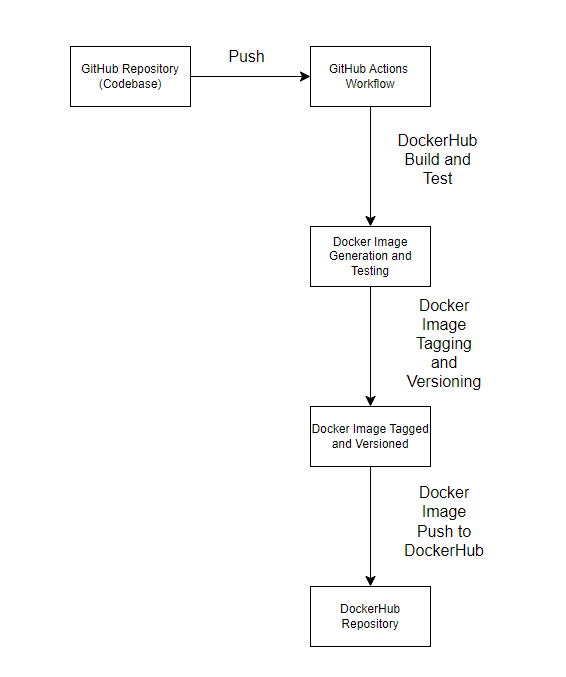 Push
GitHub Repository
(Codebase)
GitHub Actions
Workflow
DockerHub
Build and
Test
Docker Image
Generation and
Testing
Docker
Image
Tagging
and
Versioning
Docker Image Tagged
and Versioned
Docker
Image
Push to
DockerHub
DockerHub
Repository